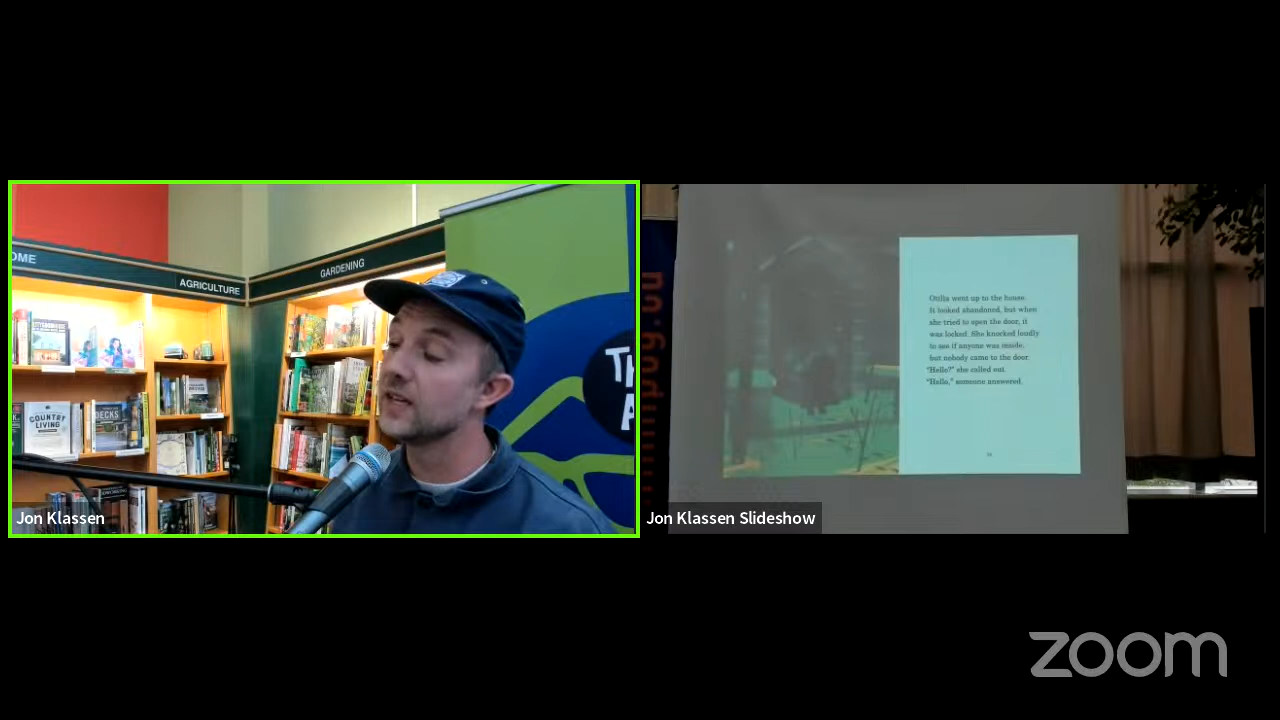 OME
AGRICULTURE
GARDENING
COUNTRY
LIVING
DECKS
TH
A
Jon Klassen
Otilla went up to the house.
It looked abandoned, but when
she tried to open the door, it
was locked. She knocked loudly
to see if anyone was inside,
but nobody came to the door.
"Hello?" she called out.
"Hello," someone answered.
Jon Klassen Slideshow
zoom